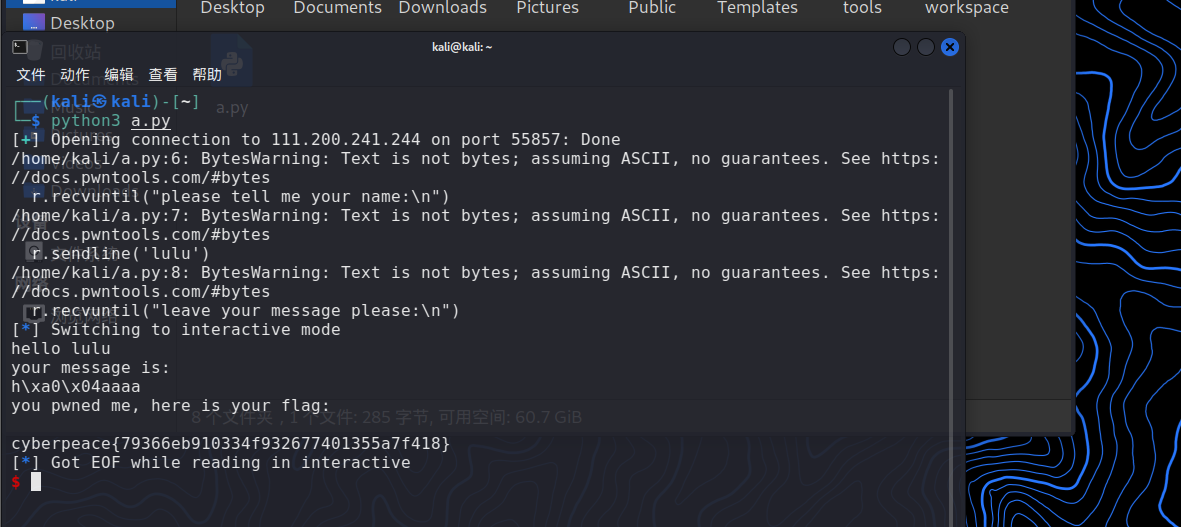 Desktop Documents Downloads Pictures Public Templates tools workspace
Desktop
回收站
kali@kali: ~
文件 动作 编辑 查看 帮助
a.py
┌──(kali㉿kali)-[~]
└─$ python3 a.py
[+] Opening connection to 111.200.241.244 on port 55857: Done
/home/kali/a.py:6: BytesWarning: Text is not bytes; assuming ASCII, no guarantees. See https:
//docs.pwntools.com/#bytes
  r.recvuntil("please tell me your name:\n")
/home/kali/a.py:7: BytesWarning: Text is not bytes; assuming ASCII, no guarantees. See https:
//docs.pwntools.com/#bytes
  r.sendline('lulu')
/home/kali/a.py:8: BytesWarning: Text is not bytes; assuming ASCII, no guarantees. See https:
//docs.pwntools.com/#bytes
  r.recvuntil("leave your message please:\n")
[*] Switching to interactive mode
hello lulu
your message is:
h\xa0\x04aaaa
you pwned me, here is your flag:
8 个文件夹 , 1 个文件: 285 字节, 可用空间: 60.7 GiB
cyberpeace{79366eb910334f932677401355a7f418}
[*] Got EOF while reading in interactive
$